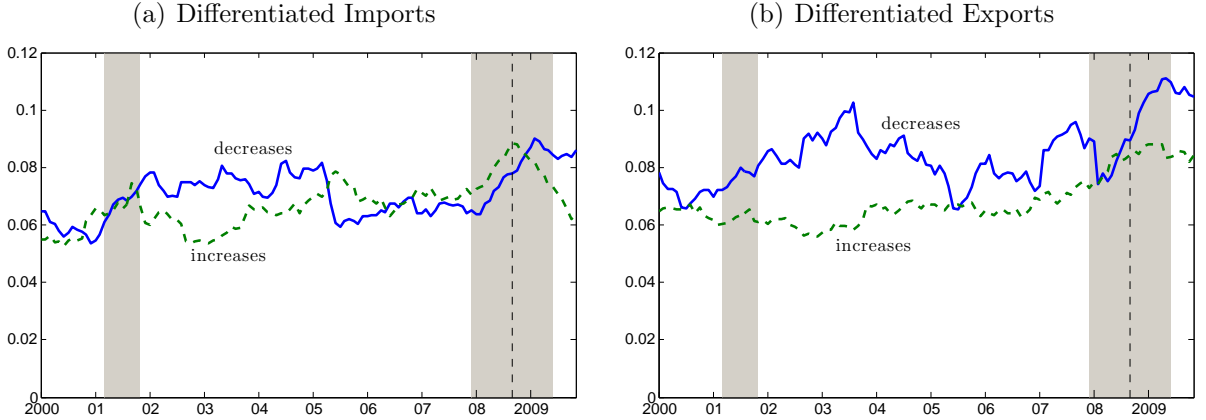 (a) Differentiated Imports
0.12
0.1
0.08
0.06
0.04
0.02
0
decreases
increases
2000 01 02 03 04 05 06 07 08 2009
(b) Differentiated Exports
0.12
0.1
0.08
0.06
0.04
0.02
0
decreases
increases
2000 01 02 03 04 05 06 07 08 2000